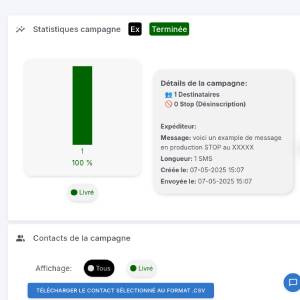 Statistiques campagne Ex Terminée
Détails de la campagne:
1 Destinataires
0 Stop (Désinscription)
Expéditeur:
Message: voici un example de message
en production STOP au XXXXX
Longueur: 1 SMS
Créée le: 07-05-2025 15:07
Envoyée le: 07-05-2025 15:07
1
100 %
Livré
Contacts de la campagne
Affichage: Tous Livré
TÉLÉCHARGER LE CONTACT SÉLECTIONNÉ AU FORMAT .CSV